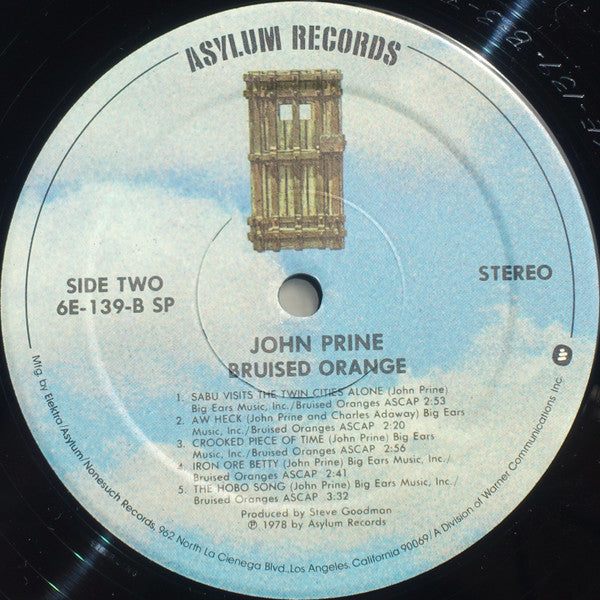 ASYLUM RECORDS
SIDE TWO
6E-139-B SP
STEREO
JOHN PRINE
BRUISED ORANGE
1. SABU VISITS THE TWIN CITIES ALONE (John Prine)
Big Ears Music, Inc./Bruised Oranges ASCAP 2:53
2. AW HECK (John Prine and Charles Adaway) Big Ears
Music, Inc./Bruised Oranges ASCAP 2:20
3. CROOKED PIECE OF TIME (John Prine) Big Ears
Music, Inc./Bruised Oranges ASCAP 2:56
4. IRON ORE BETTY (John Prine) Big Ears Music, Inc./
Bruised Oranges ASCAP 2:41
5. THE HOBO SONG (John Prine) Big Ears Music, Inc./
Bruised Oranges ASCAP 3:32
Produced by Steve Goodman
℗ 1978 by Asylum Records
Mfg. by Elektra/Asylum/Nonesuch Records, 962 North La Cienega Blvd., Los Angeles, California 90069/A Division of Warner Communications Inc.